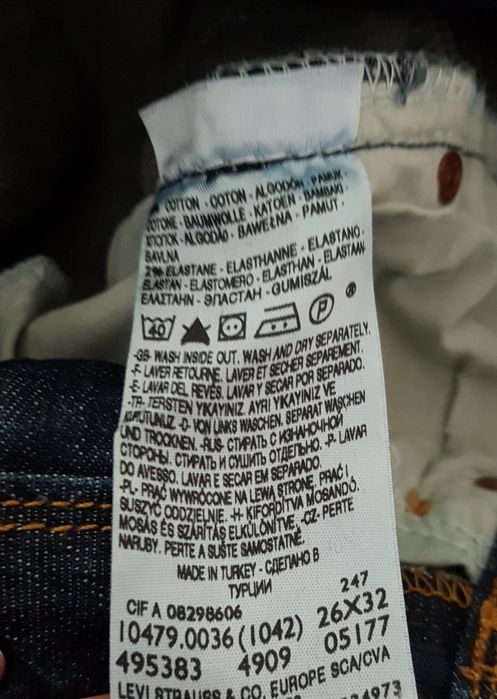 COTTON - COTON - ALGODÓN - PAMUK -
COTONE - BAUMWOLLE - KATOEN - BAMBAKI -
ХЛОПОК - ALGODÃO - BAWEŁNA - PAMUT -
BAVLNA
2% ELASTANE - ELASTHANNE - ELASTANO -
ELASTAN - ELASTOMERO - ELASTHAN - ELASTAAN
ΕΛΑΣΤΑΗΝ - ЭЛАСТАН - GUMISZÁL
40 P
-GB- WASH INSIDE OUT. WASH AND DRY SEPARATELY.
-F- LAVER RETOURNE. LAVER ET SECHER SEPAREMENT.
-E- LAVAR DEL REVÉS. LAVAR Y SECAR POR SEPARADO.
-TR- TERSTEN YIKAYINIZ. AYRI YIKAYINIZ VE
KURUTUNUZ. -D- VON LINKS WASCHEN. SEPARAT WASCHEN
UND TROCKNEN. -RUS- СТИРАТЬ С ИЗНАНОЧНОЙ
СТОРОНЫ. СТИРАТЬ И СУШИТЬ ОТДЕЛЬНО. -P- LAVAR
DO AVESSO. LAVAR E SECAR EM SEPARADO.
-PL- PRAĆ WYWRÓCONE NA LEWĄ STRONĘ. PRAĆ I
SUSZYĆ ODDZIELNIE. -H- KIFORDÍTVA MOSANDÓ.
MOSÁS ÉS SZÁRÍTÁS ELKÜLÖNÍTVE. -CZ- PERTE
NARUBY. PERTE A SUŠTE SAMOSTATNĚ.
MADE IN TURKEY - СДЕЛАНО В
ТУРЦИИ
247
CIF A 08298606
10479.0036 (1042) 26X32
495383 4909 05177
LEVI STRAUSS & CO. EUROPE SCA/CVA